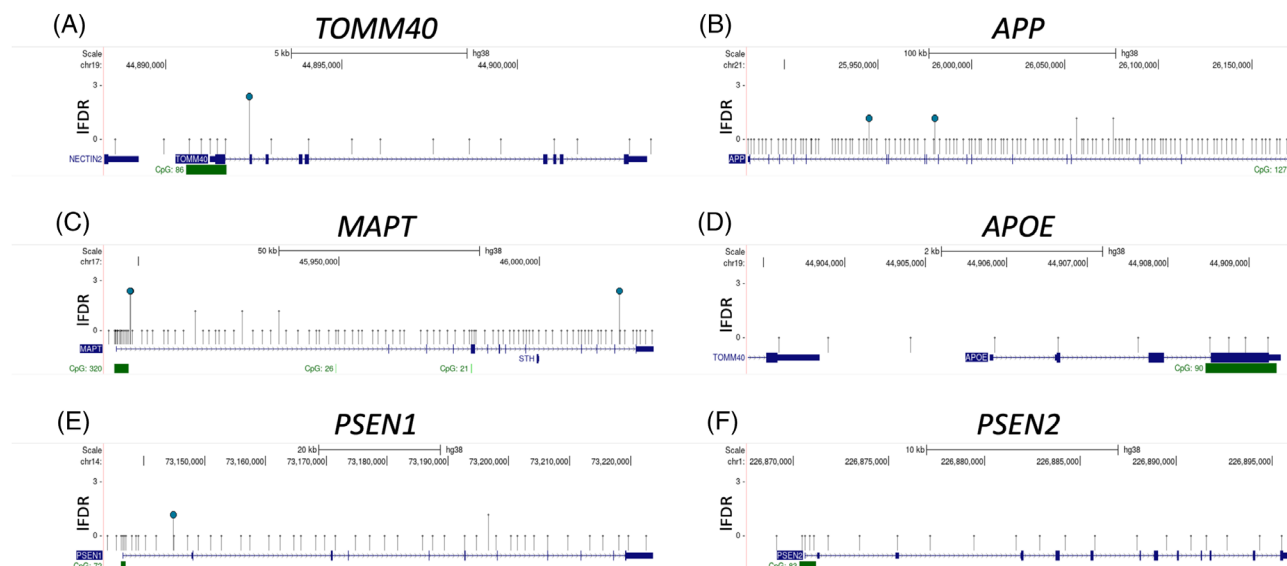 (A) TOMM40
Scale 5 kb hg38
chr19: 44,890,000 44,895,000 44,900,000
3
lFDR
0
NECTIN2 TOMM40
CpG: 86
(B) APP
Scale 100 kb hg38
chr21: 25,950,000 26,000,000 26,050,000 26,100,000 26,150,000
3
lFDR
0
APP
CpG: 127
(C) MAPT
Scale 50 kb hg38
chr17: 45,950,000 46,000,000
3
lFDR
0
MAPT
STH
CpG: 320 CpG: 26 CpG: 21
(D) APOE
Scale 2 kb hg38
chr19: 44,904,000 44,905,000 44,906,000 44,907,000 44,908,000 44,909,000
3
lFDR
0
TOMM40 APOE
CpG: 90
(E) PSEN1
Scale 20 kb hg38
chr14: 73,150,000 73,160,000 73,170,000 73,180,000 73,190,000 73,200,000 73,210,000 73,220,000
3
lFDR
0
PSEN1
(F) PSEN2
Scale 10 kb hg38
chr1: 226,870,000 226,875,000 226,880,000 226,885,000 226,890,000 226,895,000
3
lFDR
0
PSEN2